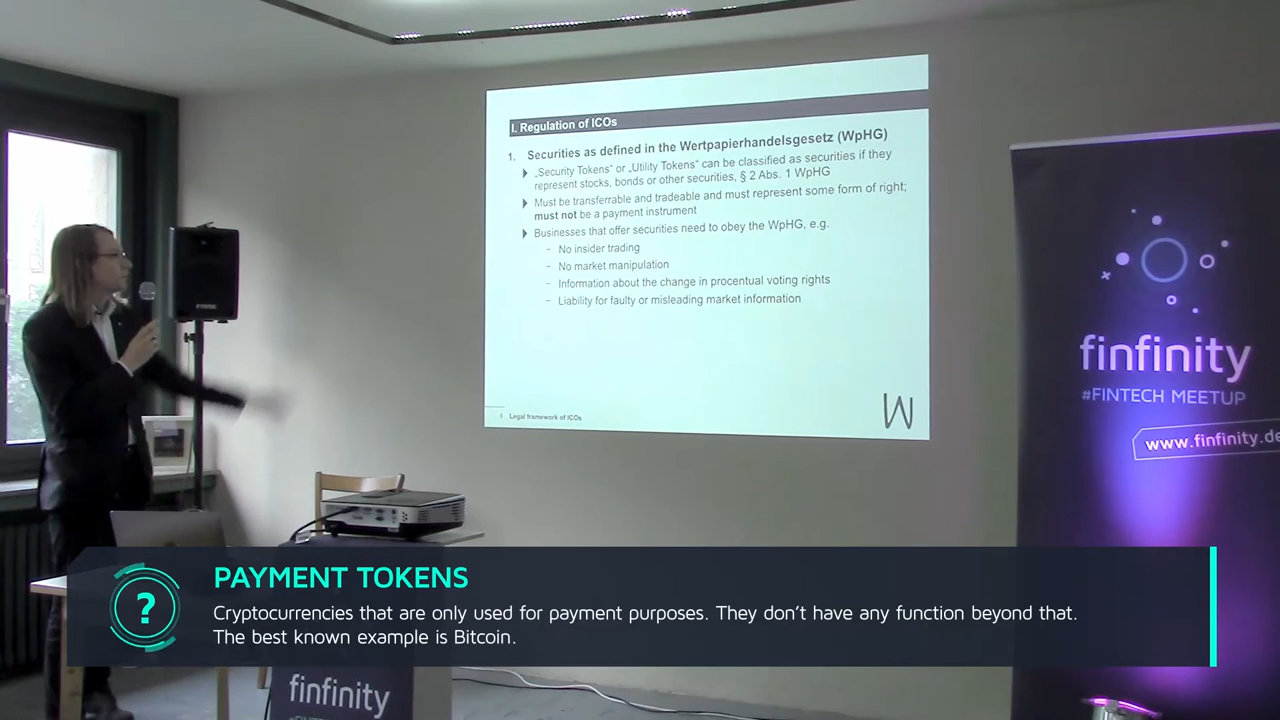 I. Regulation of ICOs
1. Securities as defined in the Wertpapierhandelsgesetz (WpHG)
„Security Tokens“ or „Utility Tokens“ can be classified as securities if they
represent stocks, bonds or other securities, § 2 Abs. 1 WpHG
Must be transferrable and tradeable and must represent some form of right;
must not be a payment instrument
Businesses that offer securities need to obey the WpHG, e.g.
- No insider trading
- No market manipulation
- Information about the change in procentual voting rights
- Liability for faulty or misleading market information
Legal framework of ICOs
W
finfinity
#FINTECH MEETUP
www.finfinity.de
?
PAYMENT TOKENS
Cryptocurrencies that are only used for payment purposes. They don't have any function beyond that.
The best known example is Bitcoin.
finfinity